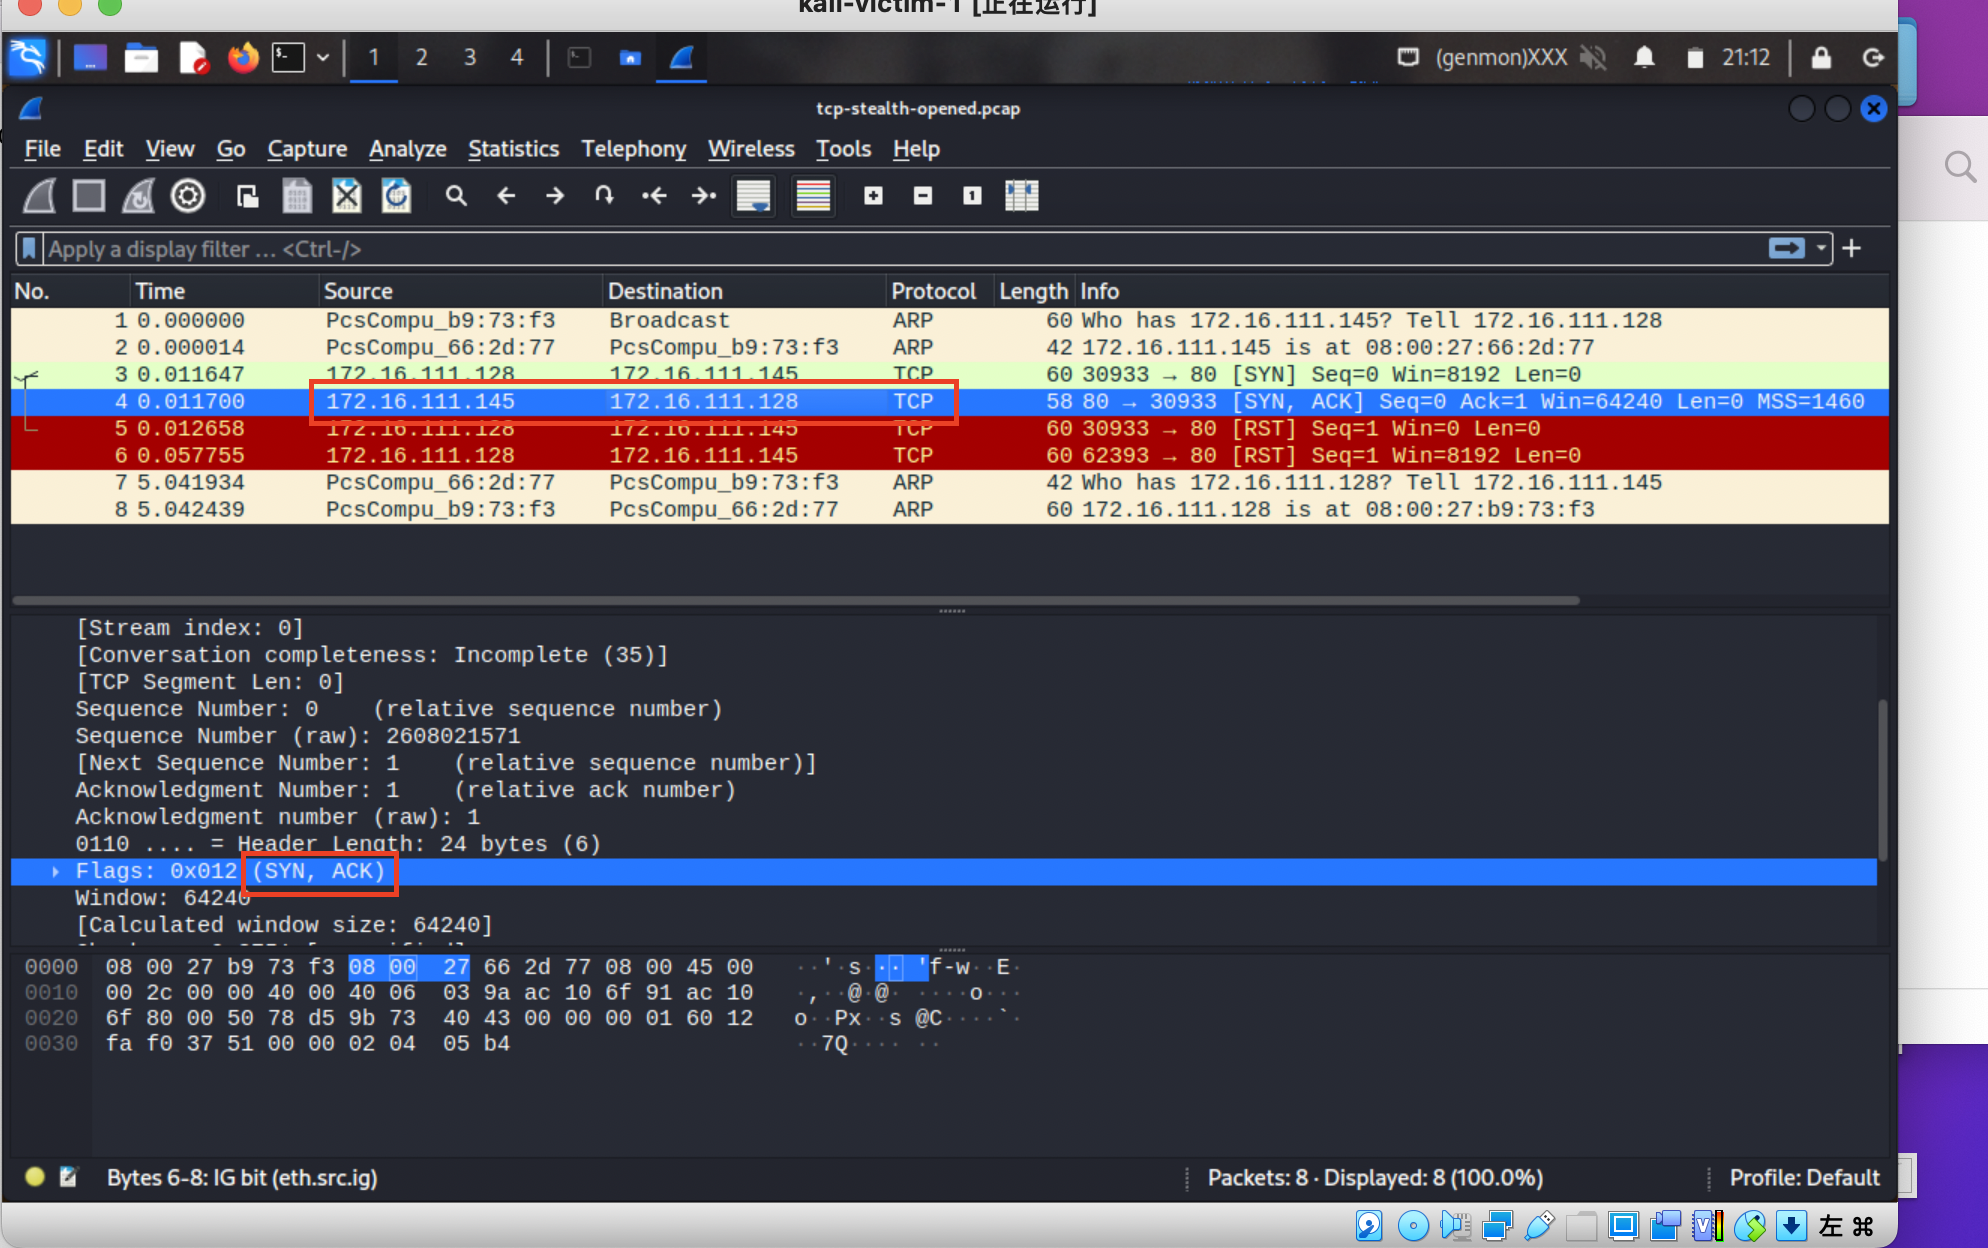 kali-victim-1 [正在运行]
1 2 3 4 (genmon)XXX 21:12
tcp-stealth-opened.pcap
File Edit View Go Capture Analyze Statistics Telephony Wireless Tools Help
Apply a display filter … <Ctrl-/>
No. Time Source Destination Protocol Length Info
1 0.000000 PcsCompu_b9:73:f3 Broadcast ARP 60 Who has 172.16.111.145? Tell 172.16.111.128
2 0.000014 PcsCompu_66:2d:77 PcsCompu_b9:73:f3 ARP 42 172.16.111.145 is at 08:00:27:66:2d:77
3 0.011647 172.16.111.128 172.16.111.145 TCP 60 30933 → 80 [SYN] Seq=0 Win=8192 Len=0
4 0.011700 172.16.111.145 172.16.111.128 TCP 58 80 → 30933 [SYN, ACK] Seq=0 Ack=1 Win=64240 Len=0 MSS=1460
5 0.012658 172.16.111.128 172.16.111.145 TCP 60 30933 → 80 [RST] Seq=1 Win=0 Len=0
6 0.057755 172.16.111.128 172.16.111.145 TCP 60 62393 → 80 [RST] Seq=1 Win=8192 Len=0
7 5.041934 PcsCompu_66:2d:77 PcsCompu_b9:73:f3 ARP 42 Who has 172.16.111.128? Tell 172.16.111.145
8 5.042439 PcsCompu_b9:73:f3 PcsCompu_66:2d:77 ARP 60 172.16.111.128 is at 08:00:27:b9:73:f3
[Stream index: 0]
[Conversation completeness: Incomplete (35)]
[TCP Segment Len: 0]
Sequence Number: 0 (relative sequence number)
Sequence Number (raw): 2608021571
[Next Sequence Number: 1 (relative sequence number)]
Acknowledgment Number: 1 (relative ack number)
Acknowledgment number (raw): 1
0110 .... = Header Length: 24 bytes (6)
Flags: 0x012 (SYN, ACK)
Window: 64240
[Calculated window size: 64240]
0000 08 00 27 b9 73 f3 08 00 27 66 2d 77 08 00 45 00 ··'·s···'f-w··E·
0010 00 2c 00 00 40 00 40 06 03 9a ac 10 6f 91 ac 10 ·,··@·@·····o···
0020 6f 80 00 50 78 d5 9b 73 40 43 00 00 00 01 60 12 o··Px··s@C····`·
0030 fa f0 37 51 00 00 02 04 05 b4 ··7Q······
Bytes 6-8: IG bit (eth.src.ig) Packets: 8 · Displayed: 8 (100.0%) Profile: Default
左 ⌘